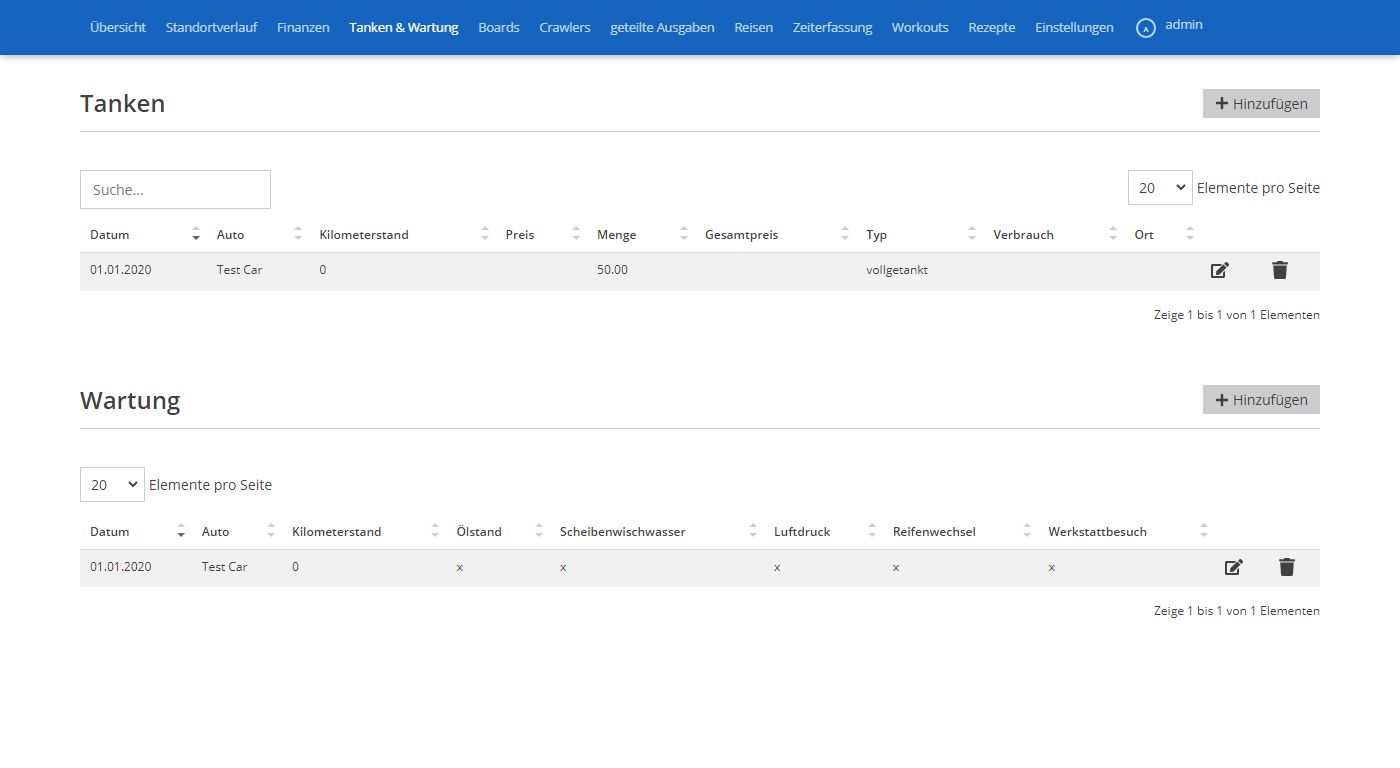 Übersicht Standortverlauf Finanzen Tanken & Wartung Boards Crawlers geteilte Ausgaben Reisen Zeiterfassung Workouts Rezepte Einstellungen A admin
Tanken + Hinzufügen
Suche... 20 Elemente pro Seite
Datum Auto Kilometerstand Preis Menge Gesamtpreis Typ Verbrauch Ort
01.01.2020 Test Car 0 50.00 vollgetankt
Zeige 1 bis 1 von 1 Elementen
Wartung + Hinzufügen
20 Elemente pro Seite
Datum Auto Kilometerstand Ölstand Scheibenwischwasser Luftdruck Reifenwechsel Werkstattbesuch
01.01.2020 Test Car 0 x x x x x
Zeige 1 bis 1 von 1 Elementen